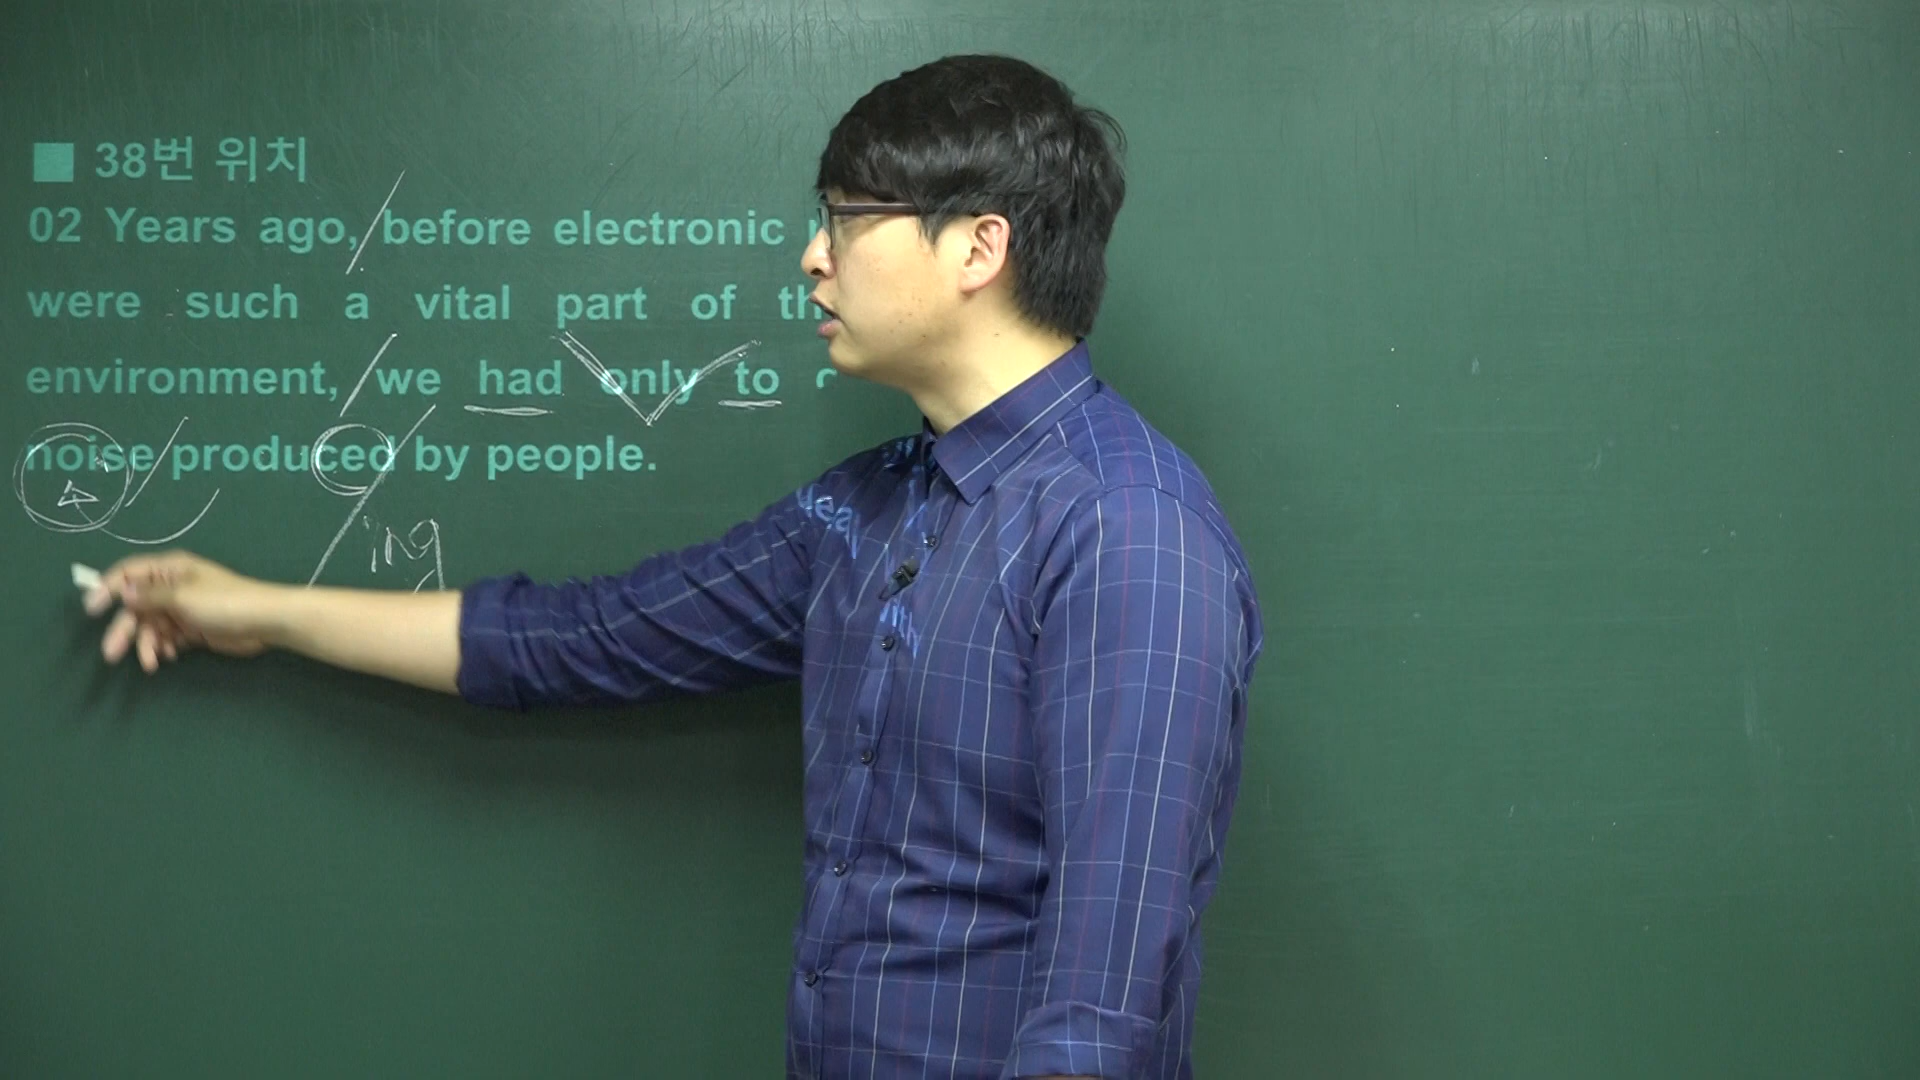 ■ 38번 위치
02 Years ago, before electronic
were such a vital part of
environment, we had only to
noise produced by people.
수
ing